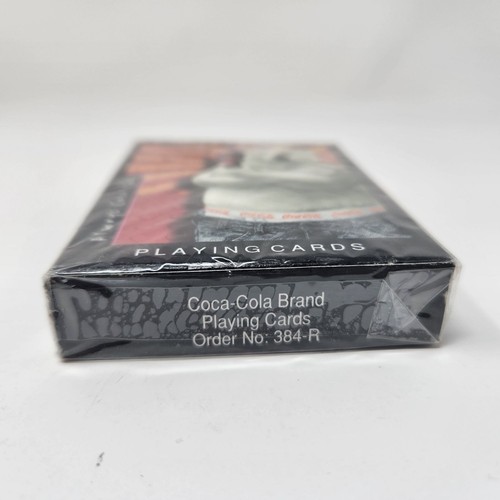 PLAYING CARDS
Coca-Cola Brand
Playing Cards
Order No: 384-R